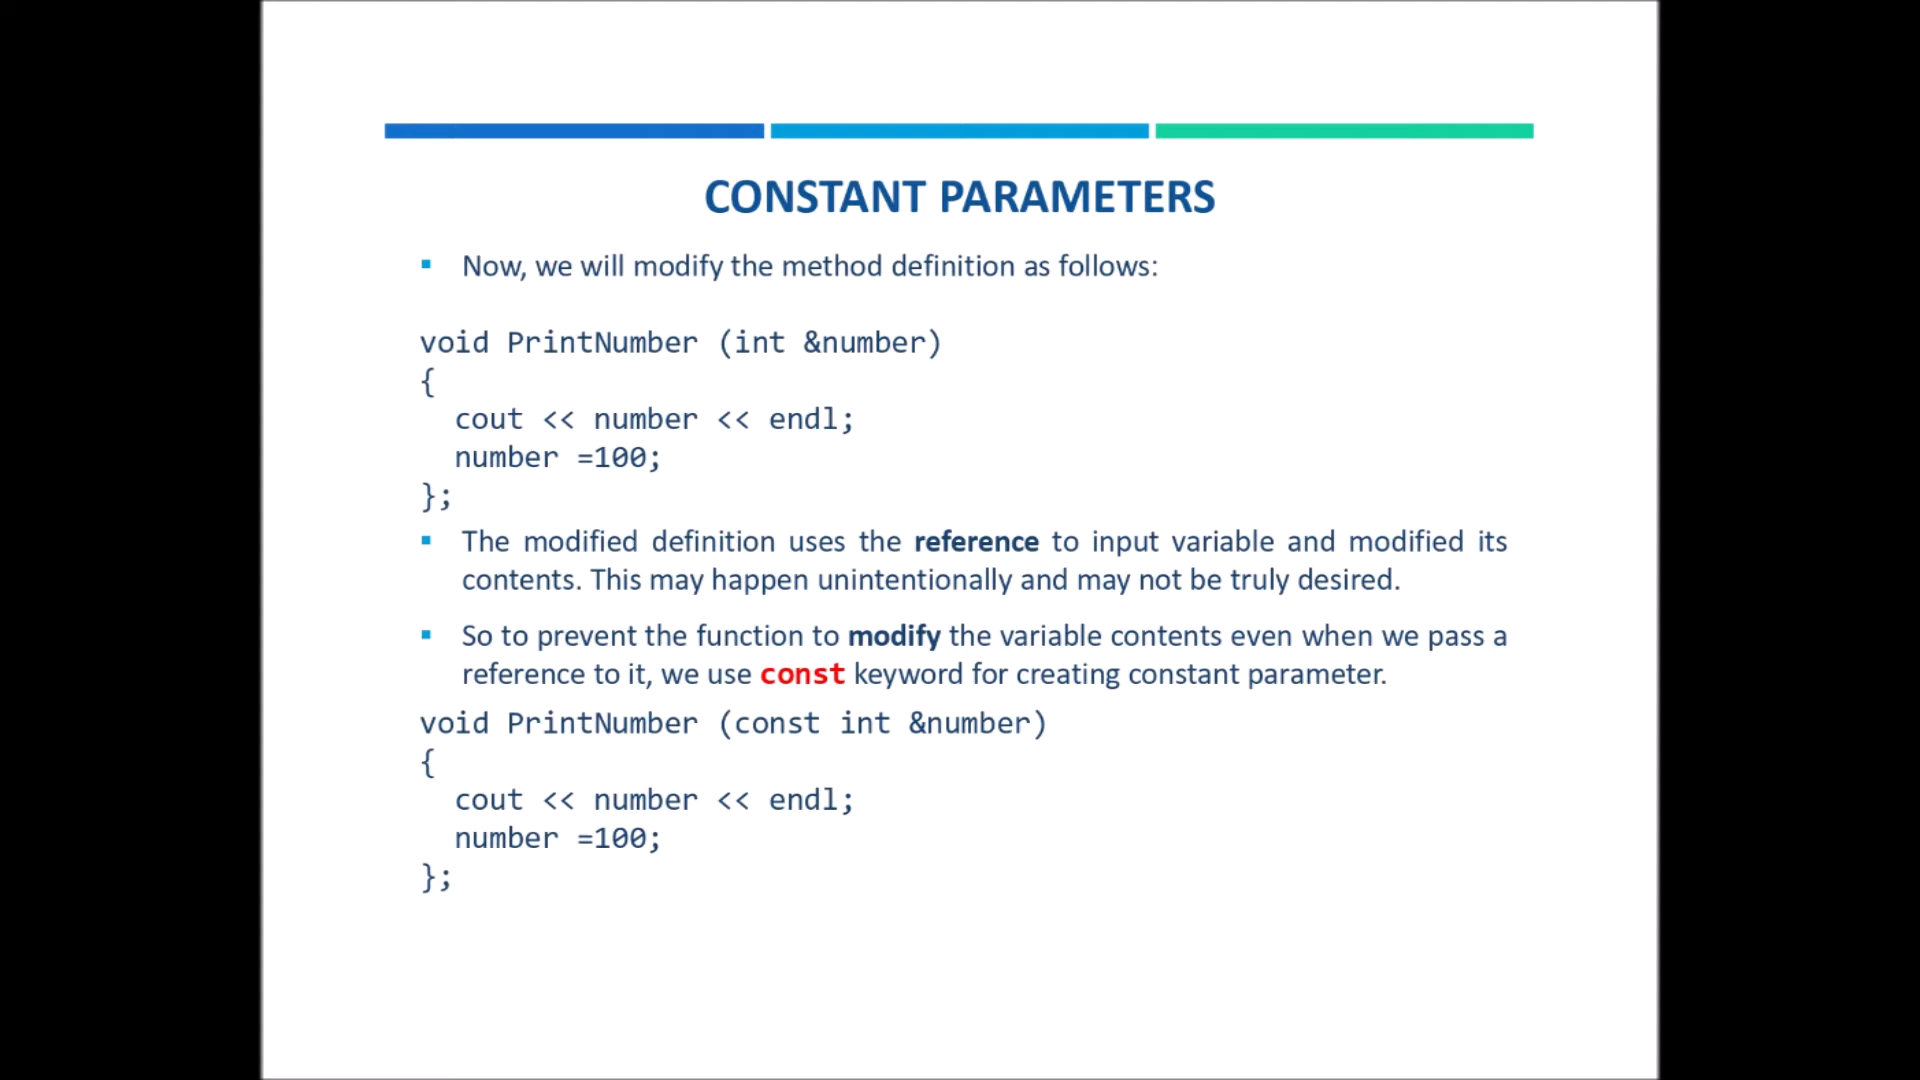 CONSTANT PARAMETERS
▪ Now, we will modify the method definition as follows:
void PrintNumber (int &number)
{
  cout << number << endl;
  number =100;
};
▪ The modified definition uses the reference to input variable and modified its
contents. This may happen unintentionally and may not be truly desired.
▪ So to prevent the function to modify the variable contents even when we pass a
reference to it, we use const keyword for creating constant parameter.
void PrintNumber (const int &number)
{
  cout << number << endl;
  number =100;
};